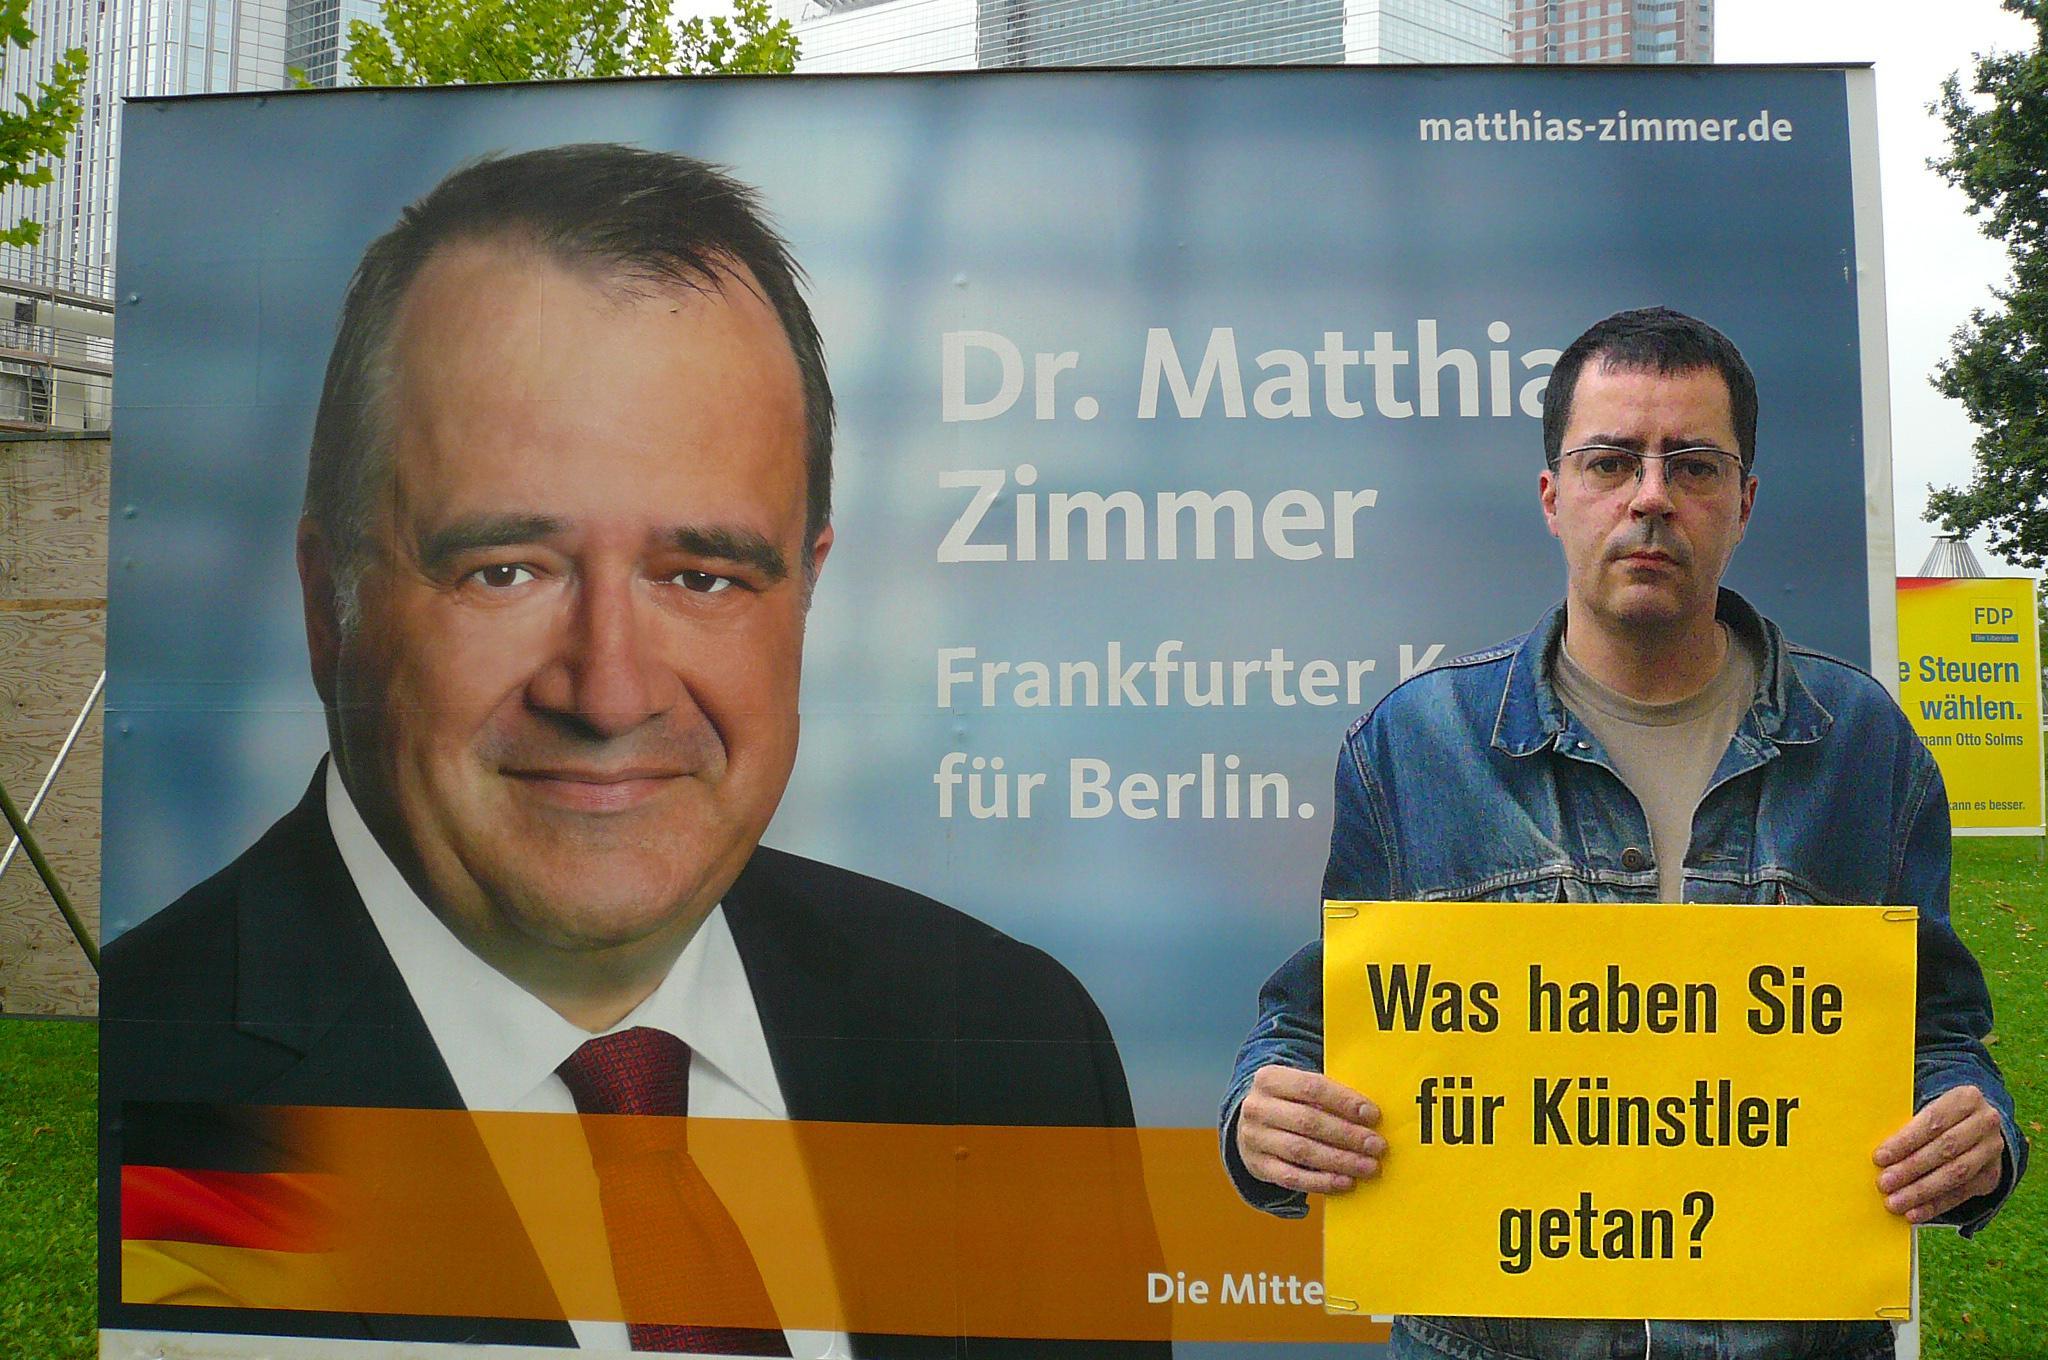 matthias-zimmer.de
Dr. Matthia
Zimmer
Frankfurter K
für Berlin.
Die Mitte
Was haben Sie
für Künstler
getan?
FDP
Die Liberalen
e Steuern
wählen.
mann Otto Solms
kann es besser.